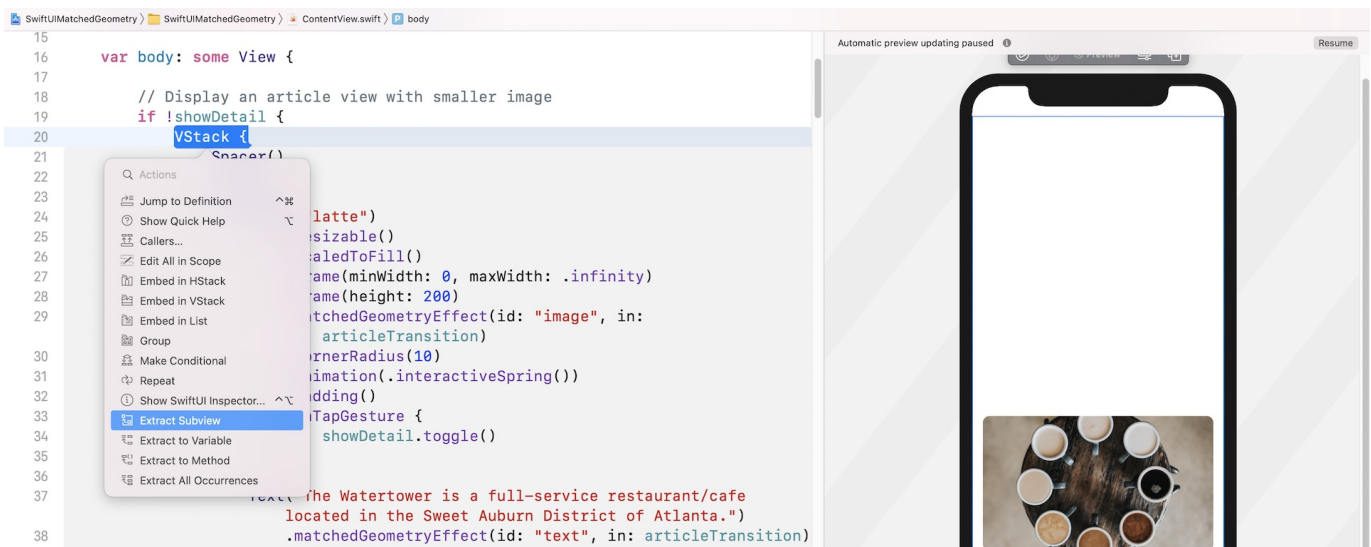 SwiftUIMatchedGeometry 〉 SwiftUIMatchedGeometry 〉 ContentView.swift 〉 P body
15
16 var body: some View {
17
18 // Display an article view with smaller image
19 if !showDetail {
20 VStack {
21 Spacer()
22
23
24 latte")
25 esizable()
26 caledToFill()
27 rame(minWidth: 0, maxWidth: .infinity)
28 rame(height: 200)
29 tchedGeometryEffect(id: "image", in:
articleTransition)
30 ornerRadius(10)
31 nimation(.interactiveSpring())
32 dding()
33 nTapGesture {
34 showDetail.toggle()
35
36
37 Text("The Watertower is a full-service restaurant/cafe
located in the Sweet Auburn District of Atlanta.")
38 .matchedGeometryEffect(id: "text", in: articleTransition)
Actions
Jump to Definition ^⌘
Show Quick Help ⌥
Callers...
Edit All in Scope
Embed in HStack
Embed in VStack
Embed in List
Group
Make Conditional
Repeat
Show SwiftUI Inspector... ^⌥
Extract Subview
Extract to Variable
Extract to Method
Extract All Occurrences
Automatic preview updating paused
Resume
Preview